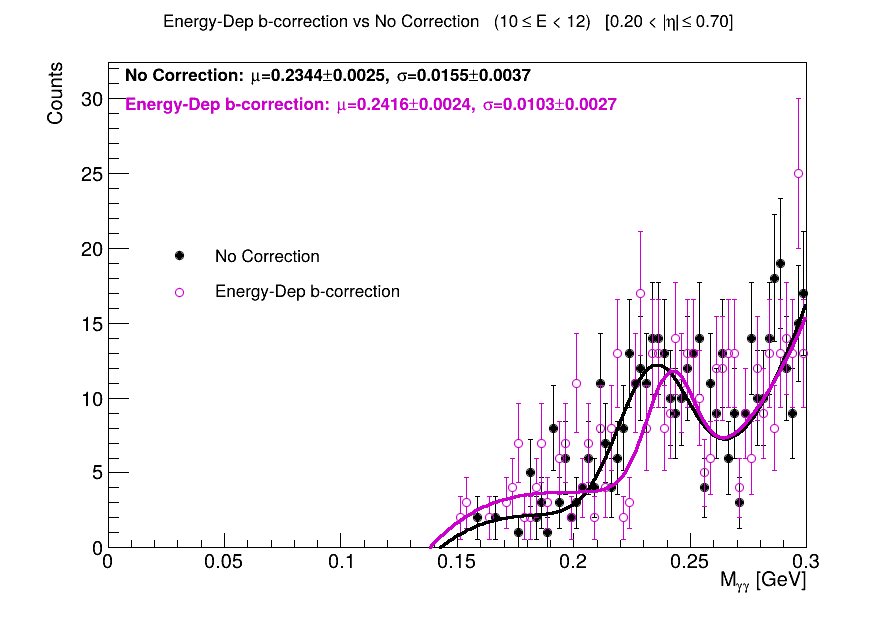 Energy-Dep b-correction vs No Correction (10 ≤ E < 12) [0.20 < |η| ≤ 0.70]
Counts
No Correction: μ=0.2344±0.0025, σ=0.0155±0.0037
Energy-Dep b-correction: μ=0.2416±0.0024, σ=0.0103±0.0027
30
25
20
15
10
5
0
No Correction
Energy-Dep b-correction
0 0.05 0.1 0.15 0.2 0.25 0.3
M_γγ [GeV]